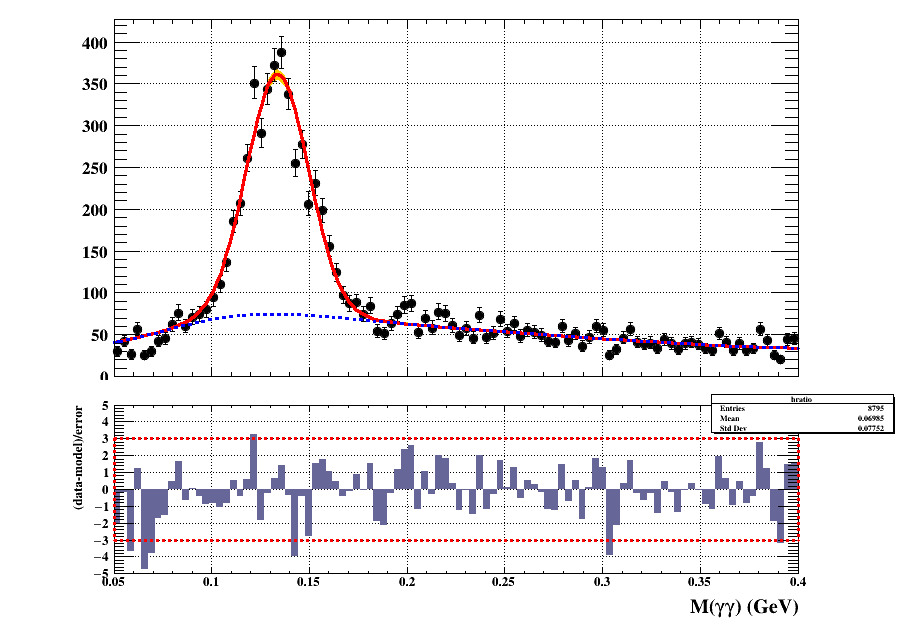 400
350
300
250
200
150
100
50
0
(data-model)/error
5
4
3
2
1
0
−1
−2
−3
−4
−5
hratio
Entries 8795
Mean 0.06985
Std Dev 0.07752
0.05 0.1 0.15 0.2 0.25 0.3 0.35 0.4
M(γγ) (GeV)